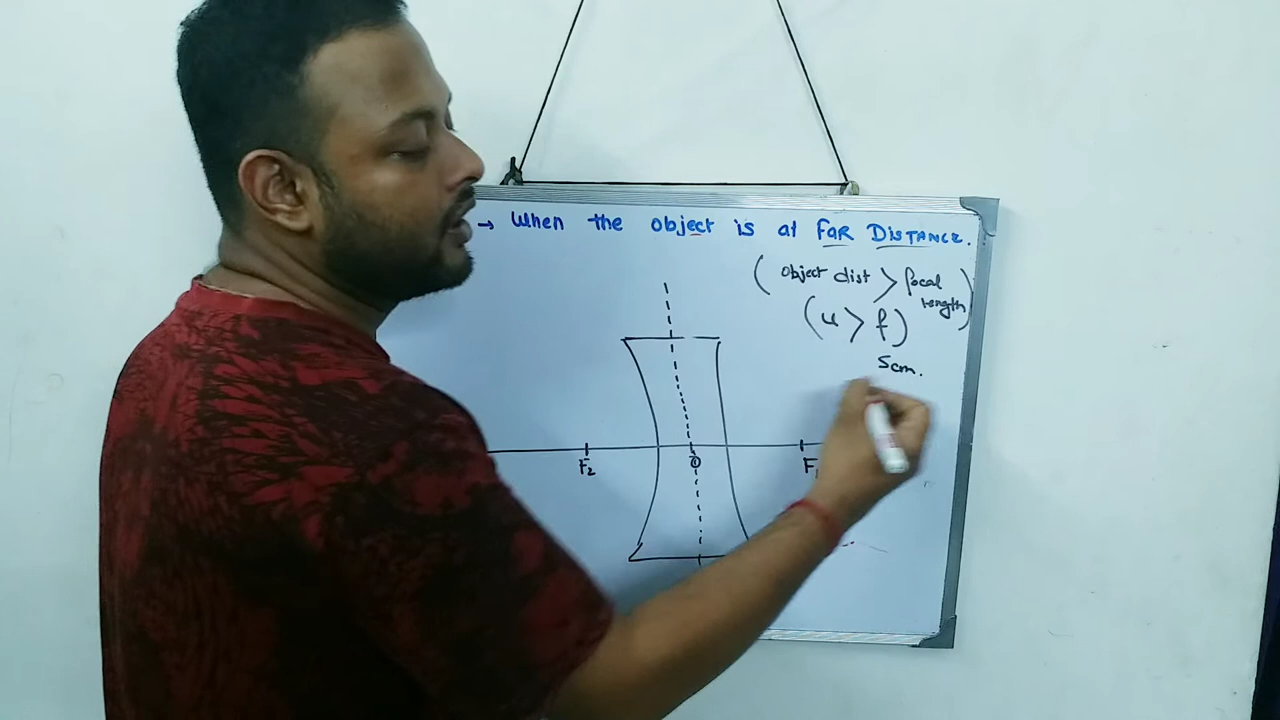 → When the object is at FAR DISTANCE.
(object dist > focal length)
(u > f)
5cm.
F₂ O F₁